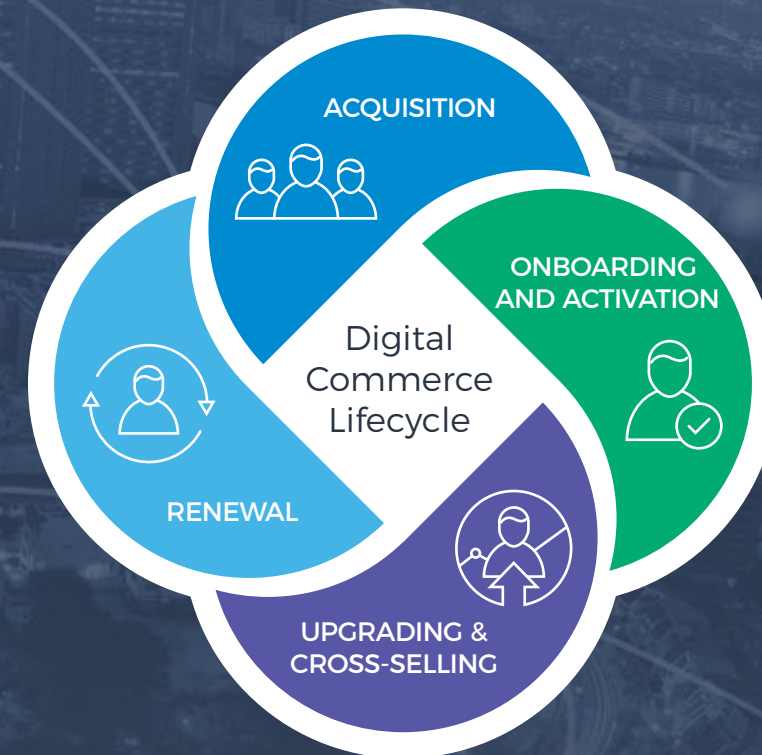 ACQUISITION
ONBOARDING
AND ACTIVATION
Digital
Commerce
Lifecycle
RENEWAL
UPGRADING &
CROSS-SELLING